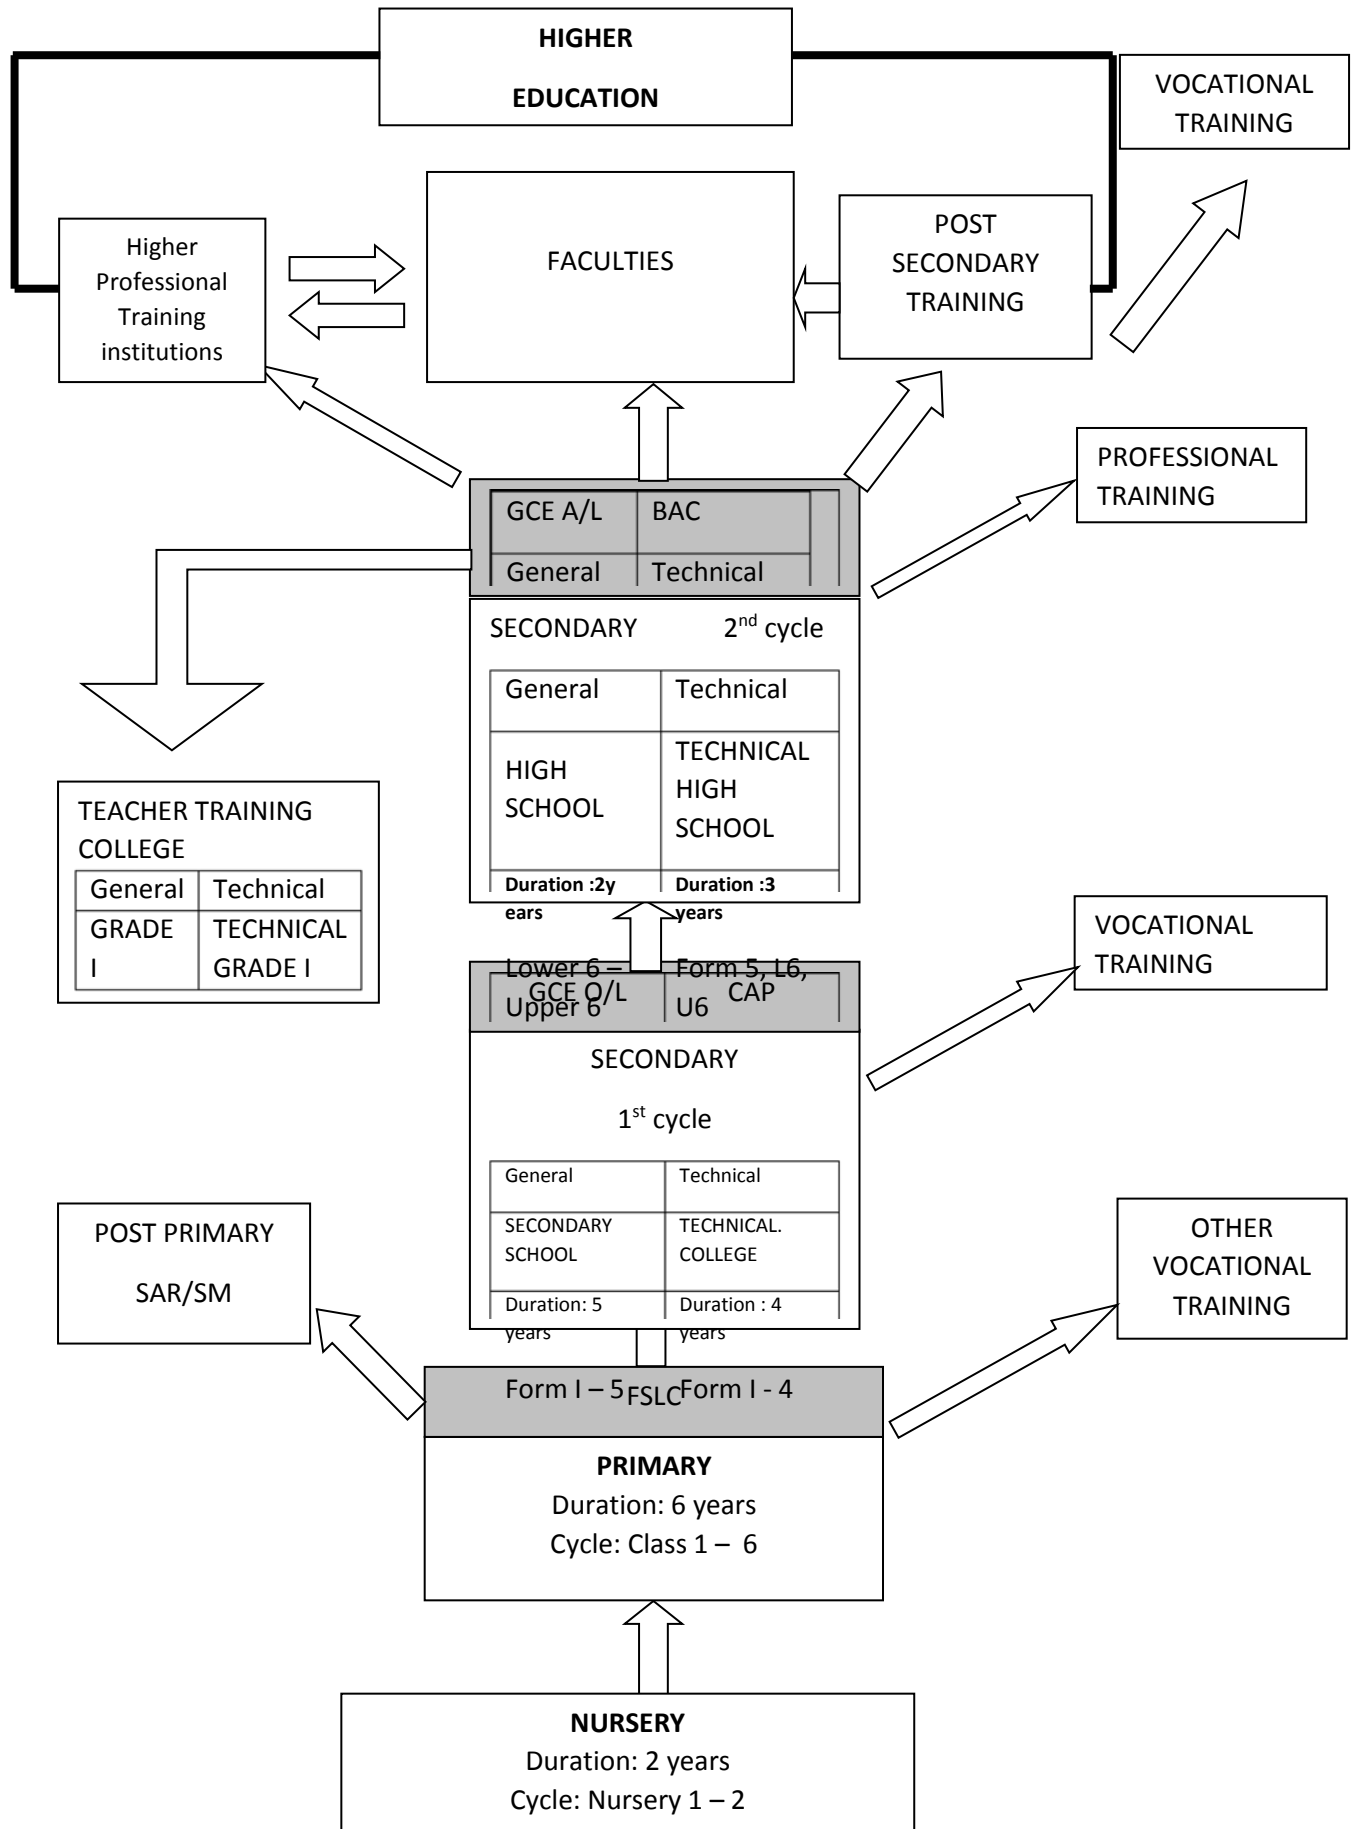 HIGHER
EDUCATION
VOCATIONAL
TRAINING
Higher
Professional
Training
institutions
FACULTIES
POST
SECONDARY
TRAINING
PROFESSIONAL
TRAINING
GCE A/L BAC
General Technical
SECONDARY 2nd cycle
General Technical
HIGH
SCHOOL
TECHNICAL
HIGH
SCHOOL
Duration :2y
ears
Duration :3
years
Lower 6 –
Upper 6
Form 5, L6,
U6
TEACHER TRAINING
COLLEGE
General Technical
GRADE
I
TECHNICAL
GRADE I
GCE O/L CAP
VOCATIONAL
TRAINING
SECONDARY
1st cycle
General Technical
SECONDARY
SCHOOL
TECHNICAL.
COLLEGE
Duration: 5
years
Duration : 4
years
Form I – 5 Form I - 4
POST PRIMARY
SAR/SM
OTHER
VOCATIONAL
TRAINING
FSLC
PRIMARY
Duration: 6 years
Cycle: Class 1 – 6
NURSERY
Duration: 2 years
Cycle: Nursery 1 – 2